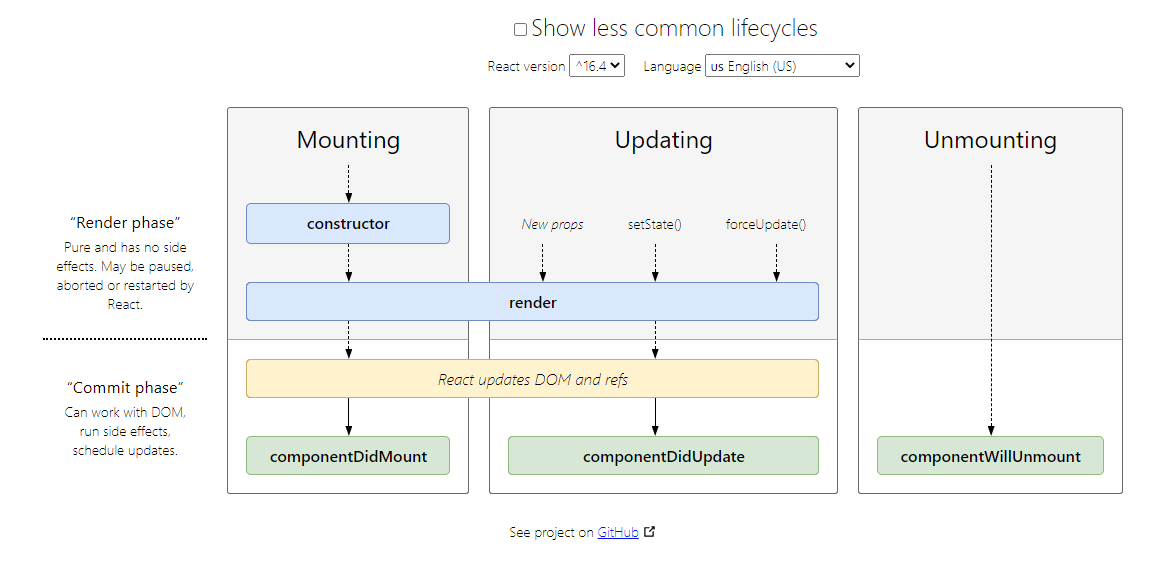 Show less common lifecycles
React version ^16.4 Language us English (US)
Mounting
Updating
Unmounting
“Render phase”
Pure and has no side
effects. May be paused,
aborted or restarted by
React.
constructor
New props
setState()
forceUpdate()
render
“Commit phase”
Can work with DOM,
run side effects,
schedule updates.
React updates DOM and refs
componentDidMount
componentDidUpdate
componentWillUnmount
See project on GitHub